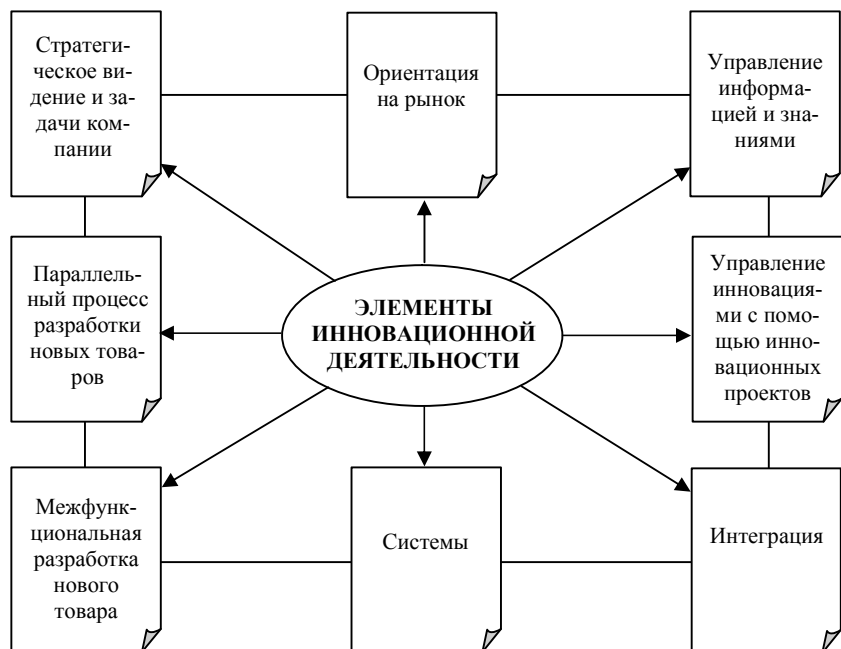 Стратеги-
ческое ви-
дение и за-
дачи ком-
пании
Ориентация
на рынок
Управление
информа-
цией и зна-
ниями
Параллель-
ный процесс
разработки
новых това-
ров
ЭЛЕМЕНТЫ
ИННОВАЦИОННОЙ
ДЕЯТЕЛЬНОСТИ
Управление
инновация-
ми с помо-
щью инно-
вационных
проектов
Межфунк-
циональная
разработка
нового
товара
Системы
Интеграция